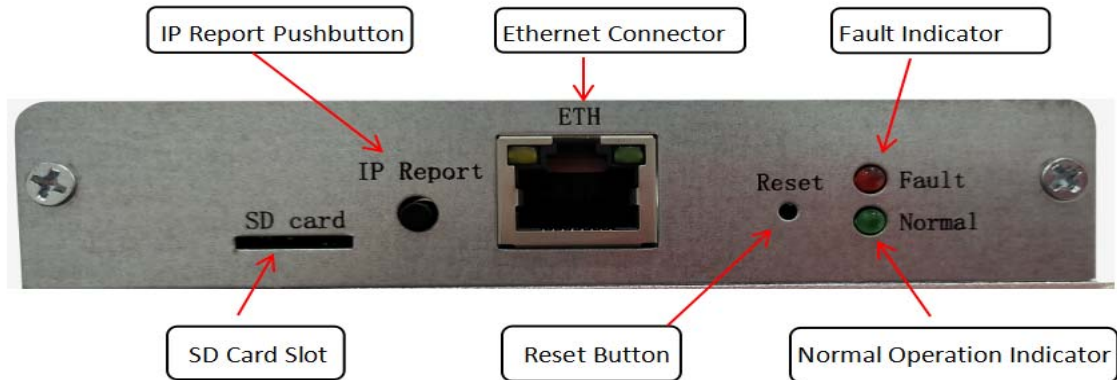 IP Report Pushbutton
Ethernet Connector
Fault Indicator
ETH
IP Report
Reset
Fault
SD card
Normal
SD Card Slot
Reset Button
Normal Operation Indicator